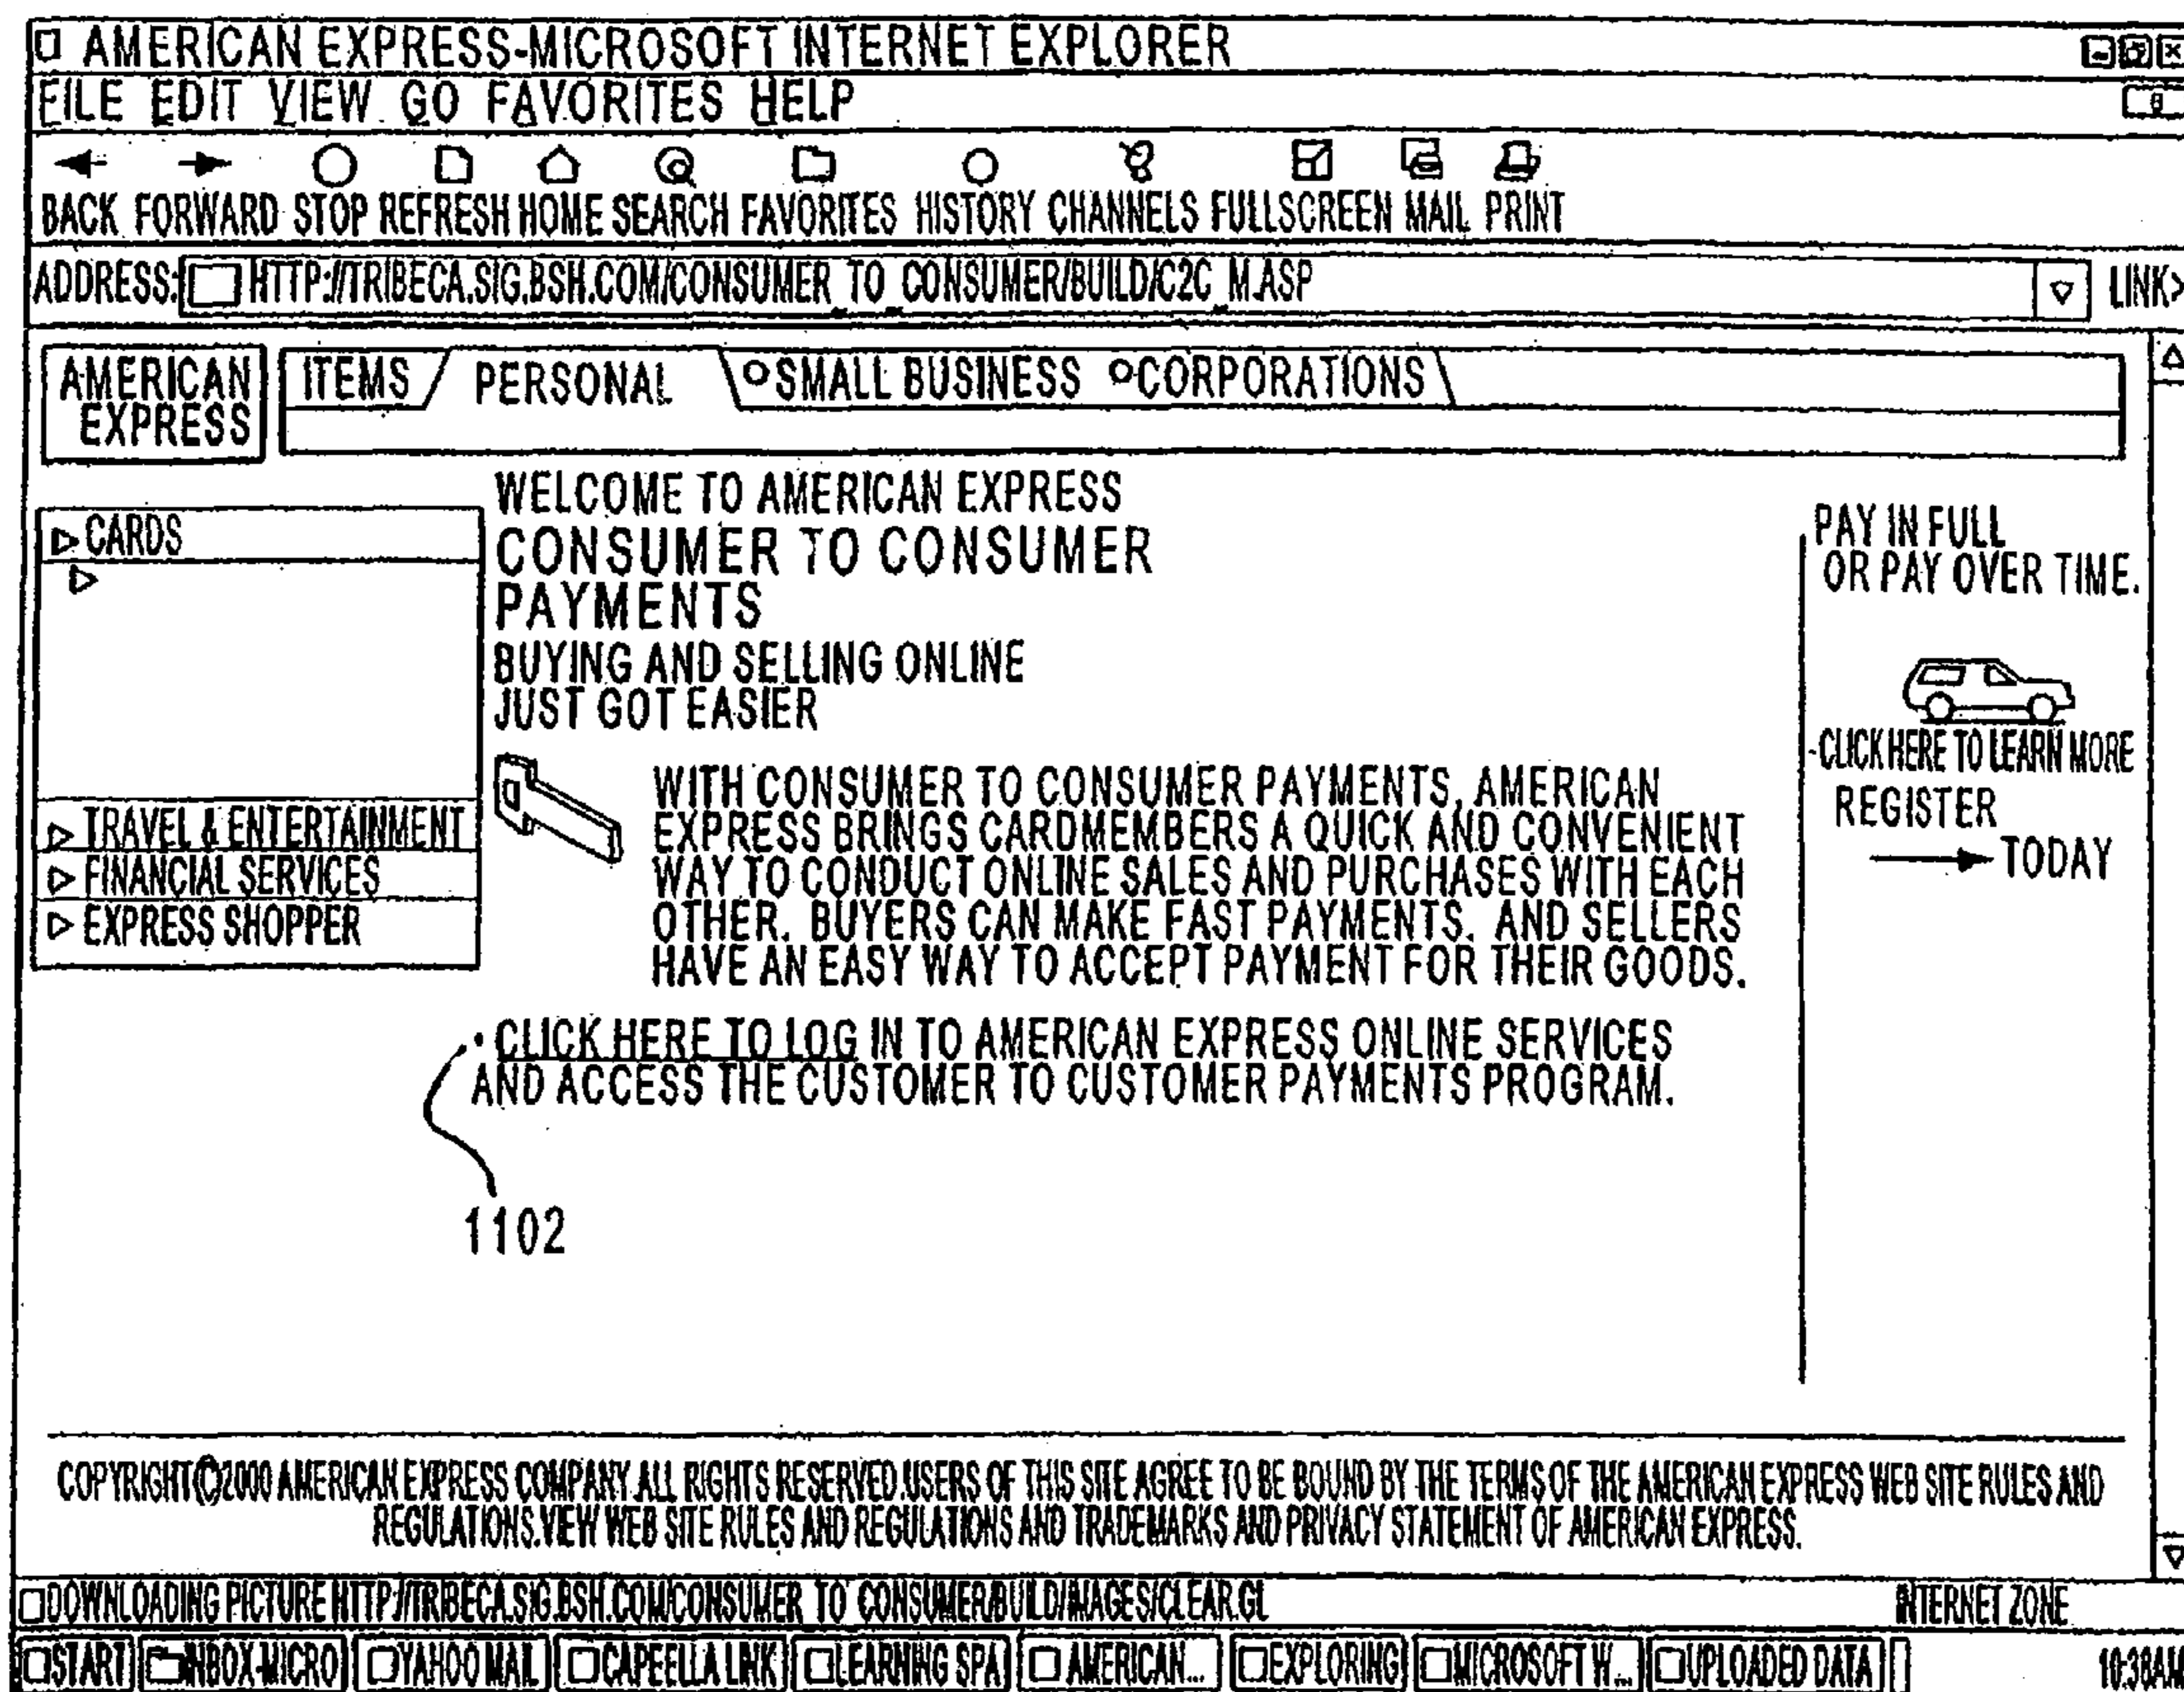 AMERICAN EXPRESS-MICROSOFT INTERNET EXPLORER
FILE EDIT VIEW GO FAVORITES HELP
BACK FORWARD STOP REFRESH HOME SEARCH FAVORITES HISTORY CHANNELS FULLSCREEN MAIL PRINT
ADDRESS: HTTP://TRIBECA.SIG.BSH.COM/CONSUMER_TO_CONSUMER/BUILD/C2C_M.ASP LINK>
AMERICAN
EXPRESS
ITEMS PERSONAL SMALL BUSINESS CORPORATIONS
CARDS
TRAVEL & ENTERTAINMENT
FINANCIAL SERVICES
EXPRESS SHOPPER
WELCOME TO AMERICAN EXPRESS
CONSUMER TO CONSUMER
PAYMENTS
BUYING AND SELLING ONLINE
JUST GOT EASIER
WITH CONSUMER TO CONSUMER PAYMENTS, AMERICAN
EXPRESS BRINGS CARDMEMBERS A QUICK AND CONVENIENT
WAY TO CONDUCT ONLINE SALES AND PURCHASES WITH EACH
OTHER. BUYERS CAN MAKE FAST PAYMENTS. AND SELLERS
HAVE AN EASY WAY TO ACCEPT PAYMENT FOR THEIR GOODS.
· CLICK HERE TO LOG IN TO AMERICAN EXPRESS ONLINE SERVICES
AND ACCESS THE CUSTOMER TO CUSTOMER PAYMENTS PROGRAM.
1102
PAY IN FULL
OR PAY OVER TIME.
CLICK HERE TO LEARN MORE
REGISTER
TODAY
COPYRIGHT©2000 AMERICAN EXPRESS COMPANY.ALL RIGHTS RESERVED.USERS OF THIS SITE AGREE TO BE BOUND BY THE TERMS OF THE AMERICAN EXPRESS WEB SITE RULES AND
REGULATIONS.VIEW WEB SITE RULES AND REGULATIONS AND TRADEMARKS AND PRIVACY STATEMENT OF AMERICAN EXPRESS.
DOWNLOADING PICTURE HTTP://TRIBECA.SIG.BSH.COM/CONSUMER_TO_CONSUMER/BUILD/IMAGES/CLEAR.GL INTERNET ZONE
START INBOX-MICRO YAHOO MAIL CAPEELLA LINK LEARNING SPA AMERICAN... EXPLORING MICROSOFT W... UPLOADED DATA 10:38AM